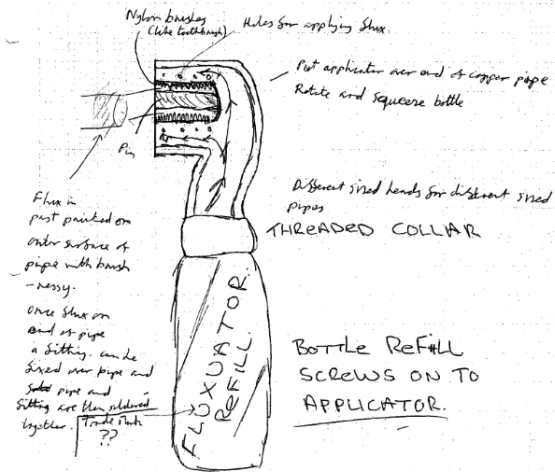 Nylon brushes
(like toothbrush)
Holes for applying flux.
Put applicator over end of copper pipe
Rotate and squeeze bottle
Pin
Different sized heads for different sized
pipes
THREADED COLLAR
Flux is
past painted on
outer surface of
pipe with brush
- messy.
Once flux on
end of pipe
a fitting. can be
fixed over pipe and
pipe and
fitting are then soldered
together.
Trade Mark
??
FLUXUATOR
REFILL.
BOTTLE REFILL
SCREWS ON TO
APPLICATOR.